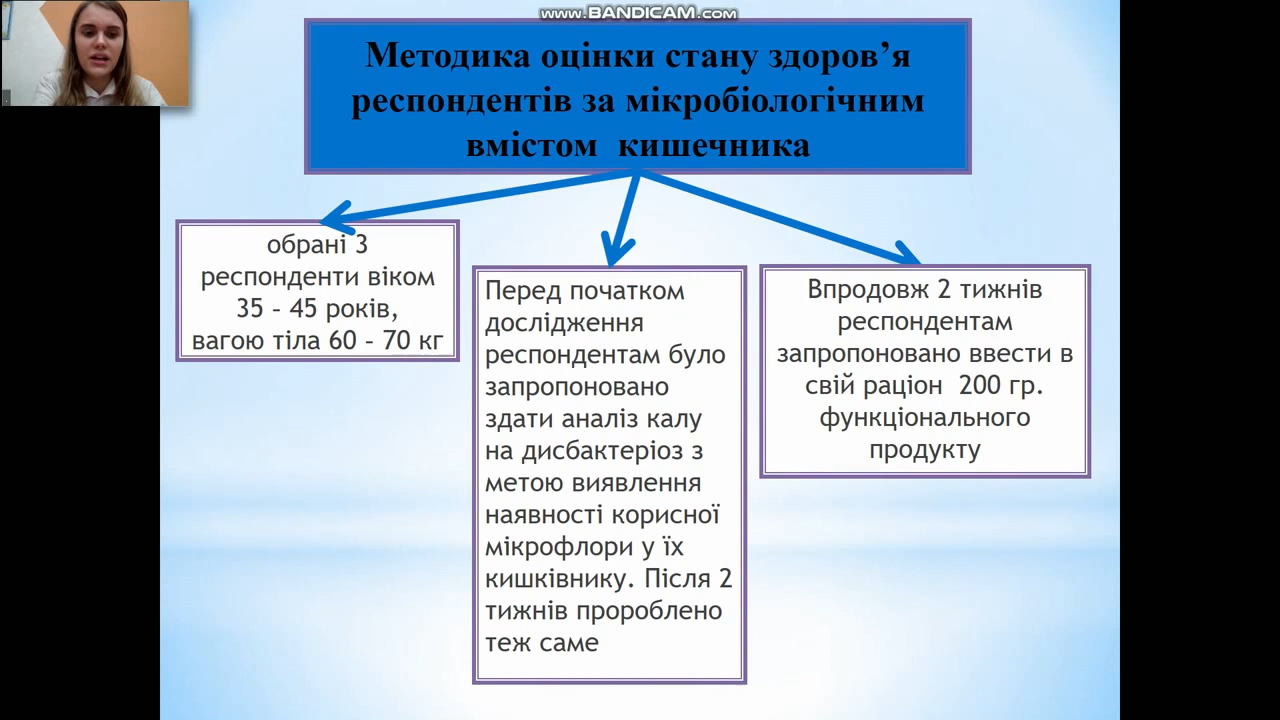 www.BANDICAM.com
Методика оцінки стану здоров’я
респондентів за мікробіологічним
вмістом  кишечника
обрані 3
респонденти віком
35 – 45 років,
вагою тіла 60 – 70 кг
Перед початком
дослідження
респондентам було
запропоновано
здати аналіз калу
на дисбактеріоз з
метою виявлення
наявності корисної
мікрофлори у їх
кишківнику. Після 2
тижнів пророблено
теж саме
Впродовж 2 тижнів
респондентам
запропоновано ввести в
свій раціон  200 гр.
функціонального
продукту